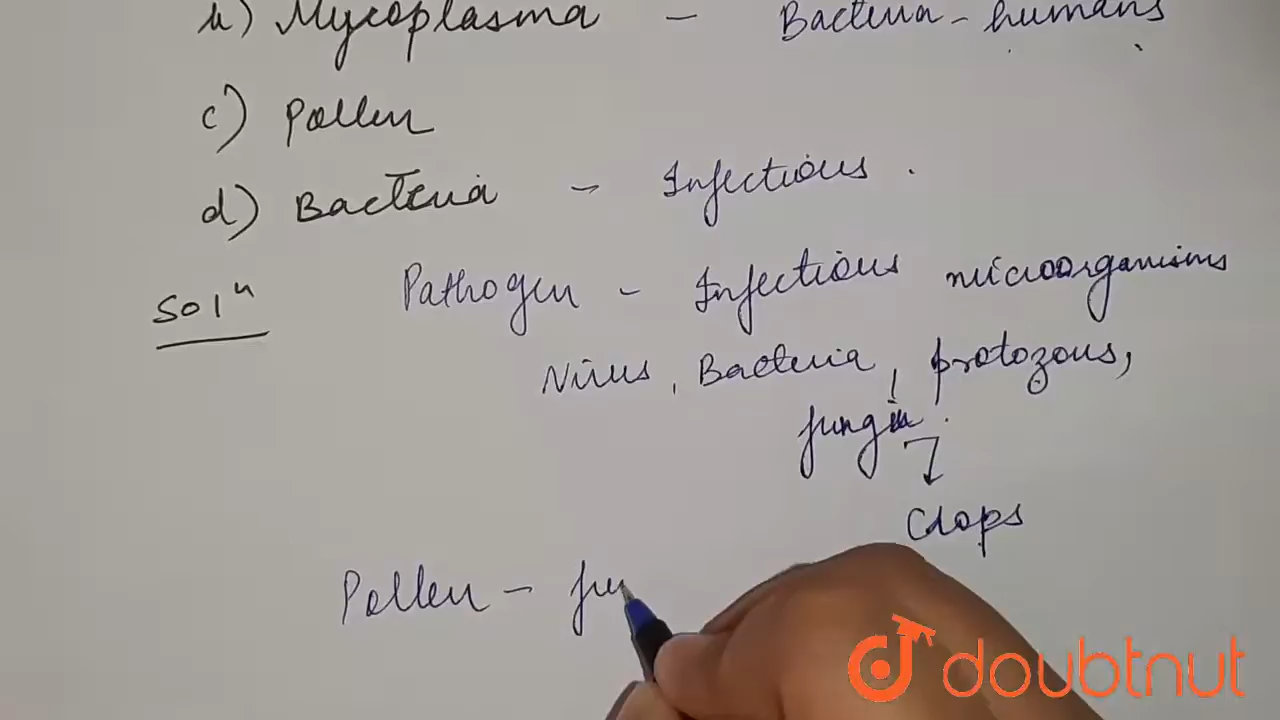 b) Mycoplasma - Bacteria - humans
c) Pollen
d) Bacteria - Infectious.
Solⁿ
Pathogen - Infectious microorganisms
Virus, Bacteria, protozous,
fungi
Crops
Pollen -
doubtnut